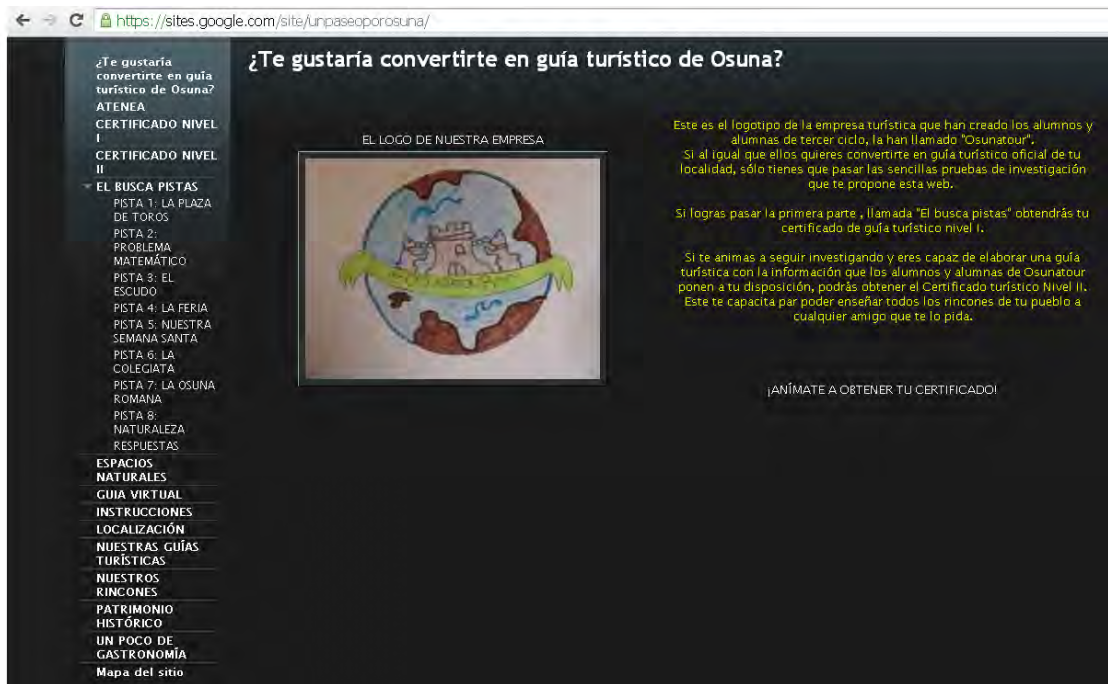 https://sites.google.com/site/unpaseoporosuna/
¿Te gustaría
convertirte en guía
turístico de Osuna?
ATENEA
CERTIFICADO NIVEL
I
CERTIFICADO NIVEL
II
EL BUSCA PISTAS
PISTA 1: LA PLAZA
DE TOROS
PISTA 2:
PROBLEMA
MATEMÁTICO
PISTA 3: EL
ESCUDO
PISTA 4: LA FERIA
PISTA 5: NUESTRA
SEMANA SANTA
PISTA 6: LA
COLEGIATA
PISTA 7: LA OSUNA
ROMANA
PISTA 8:
NATURALEZA
RESPUESTAS
ESPACIOS
NATURALES
GUIA VIRTUAL
INSTRUCCIONES
LOCALIZACIÓN
NUESTRAS GUÍAS
TURÍSTICAS
NUESTROS
RINCONES
PATRIMONIO
HISTÓRICO
UN POCO DE
GASTRONOMÍA
Mapa del sitio
¿Te gustaría convertirte en guía turístico de Osuna?
EL LOGO DE NUESTRA EMPRESA
Este es el logotipo de la empresa turística que han creado los alumnos y
alumnas de tercer ciclo, la han llamado "Osunatour".
Si al igual que ellos quieres convertirte en guía turístico oficial de tu
localidad, sólo tienes que pasar las sencillas pruebas de investigación
que te propone esta web.
Si logras pasar la primera parte , llamada "El busca pistas" obtendrás tu
certificado de guía turístico nivel I.
Si te animas a seguir investigando y eres capaz de elaborar una guía
turística con la información que los alumnos y alumnas de Osunatour
ponen a tu disposición, podrás obtener el Certificado turístico Nivel II.
Este te capacita par poder enseñar todos los rincones de tu pueblo a
cualquier amigo que te lo pida.
¡ANÍMATE A OBTENER TU CERTIFICADO!